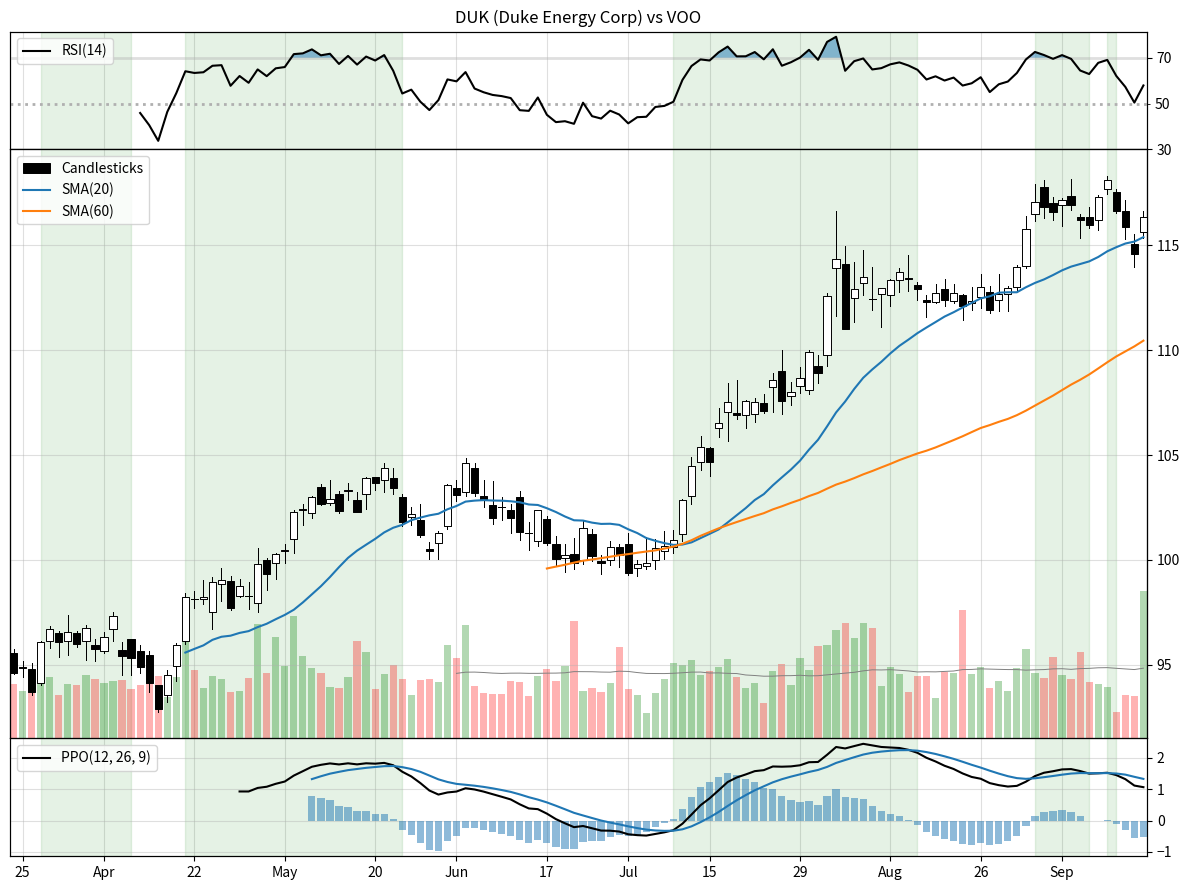 DUK (Duke Energy Corp) vs VOO
RSI(14)
70
50
30
Candlesticks
SMA(20)
SMA(60)
115
110
105
100
95
PPO(12, 26, 9)
2
1
0
−1
25 Apr 22 May 20 Jun 17 Jul 15 29 Aug 26 Sep